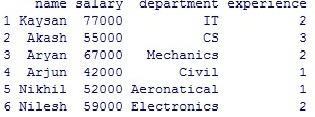 name salary department experience
1 Kaysan 77000 IT 2
2 Akash 55000 CS 3
3 Aryan 67000 Mechanics 2
4 Arjun 42000 Civil 1
5 Nikhil 52000 Aeronatical 1
6 Nilesh 59000 Electronics 2